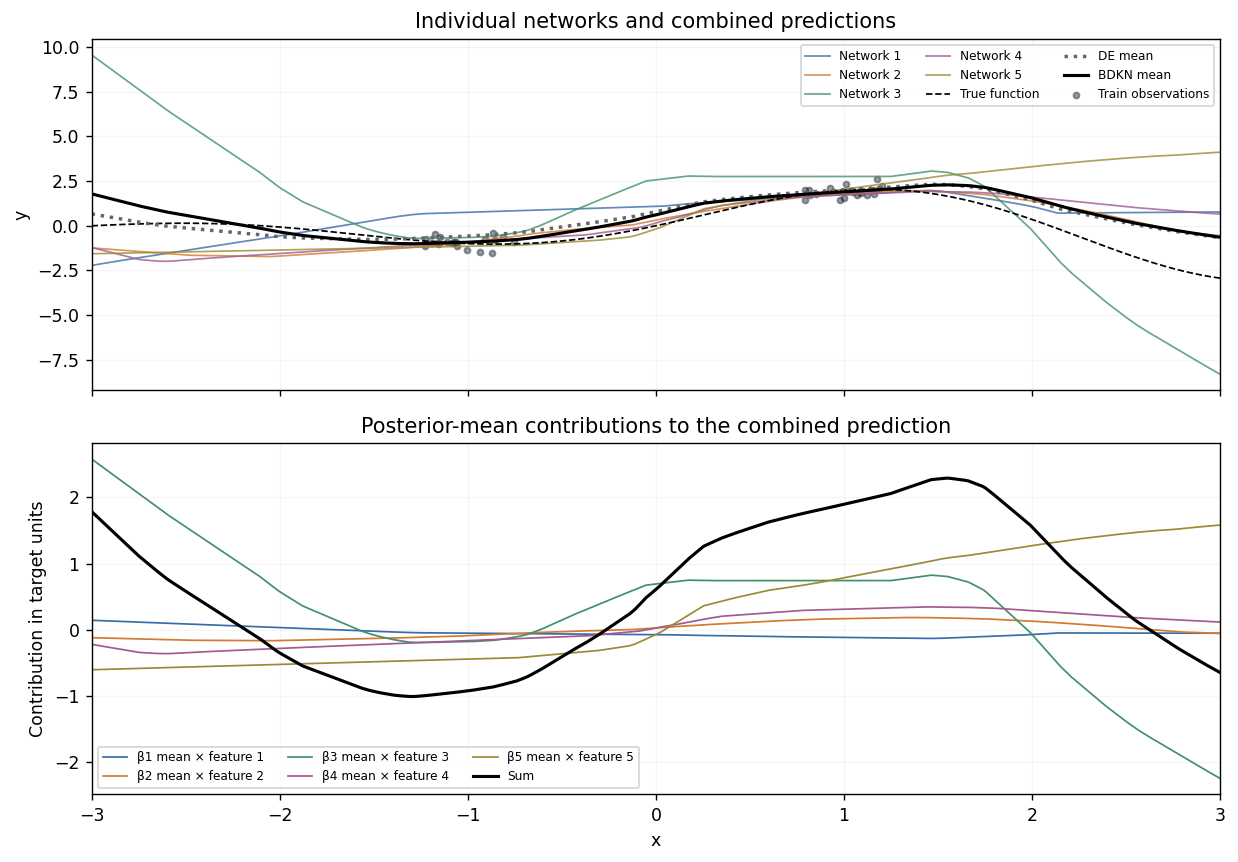 Individual networks and combined predictions
10.0
7.5
5.0
2.5
0.0
−2.5
−5.0
−7.5
y
Network 1
Network 2
Network 3
Network 4
Network 5
True function
DE mean
BDKN mean
Train observations
Posterior-mean contributions to the combined prediction
2
1
0
−1
−2
Contribution in target units
β1 mean × feature 1
β2 mean × feature 2
β3 mean × feature 3
β4 mean × feature 4
β5 mean × feature 5
Sum
−3
−2
−1
0
1
2
3
x